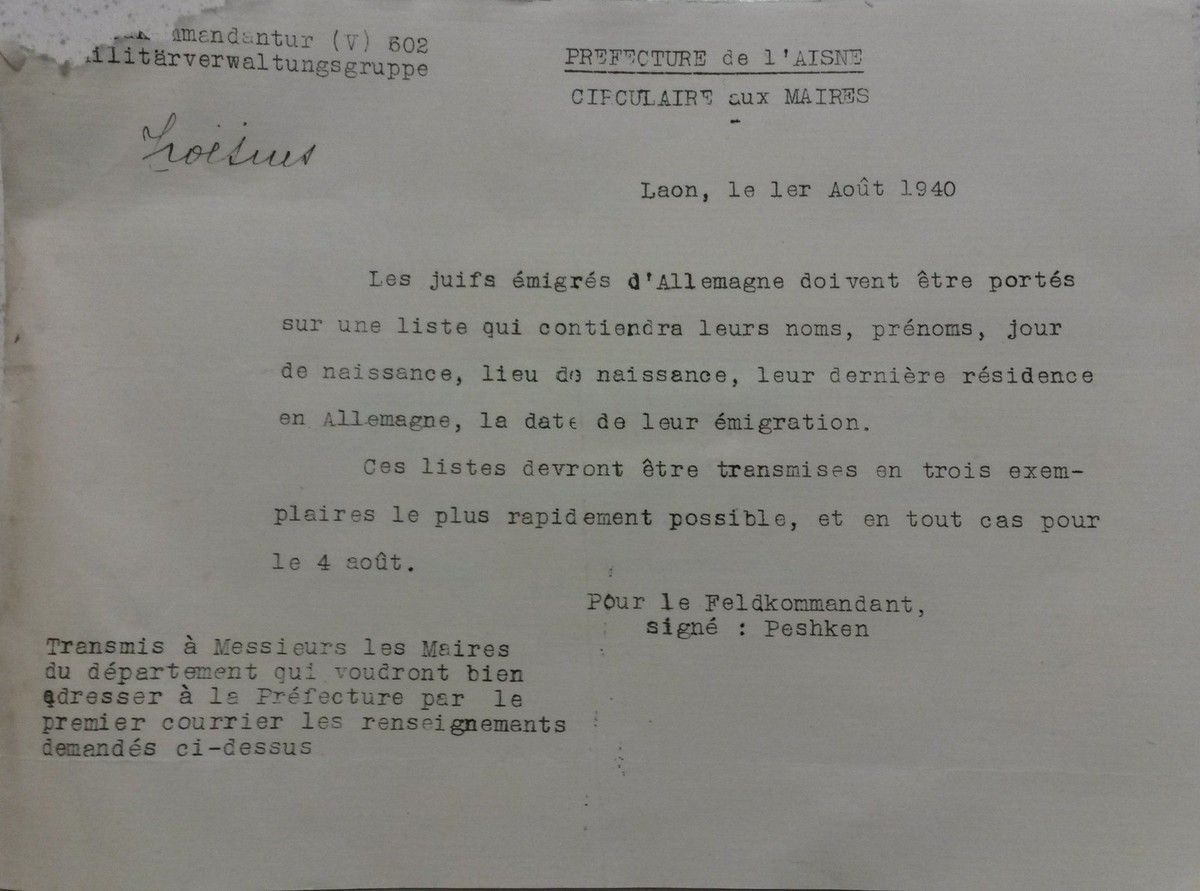 mmandantur (V) 602
ilitärverwaltungsgruppe
PREFECTURE de l'AISNE
CIRCULAIRE aux MAIRES
Laon, le 1er Août 1940
Les juifs émigrés d'Allemagne doivent être portés
sur une liste qui contiendra leurs noms, prénoms, jour
de naissance, lieu de naissance, leur dernière résidence
en Allemagne, la date de leur émigration.
Ces listes devront être transmises en trois exem-
plaires le plus rapidement possible, et en tout cas pour
le 4 août.
Pour le Feldkommandant,
signé : Peshken
Transmis à Messieurs les Maires
du département qui voudront bien
adresser à la Préfecture par le
premier courrier les renseignements
demandés ci-dessus